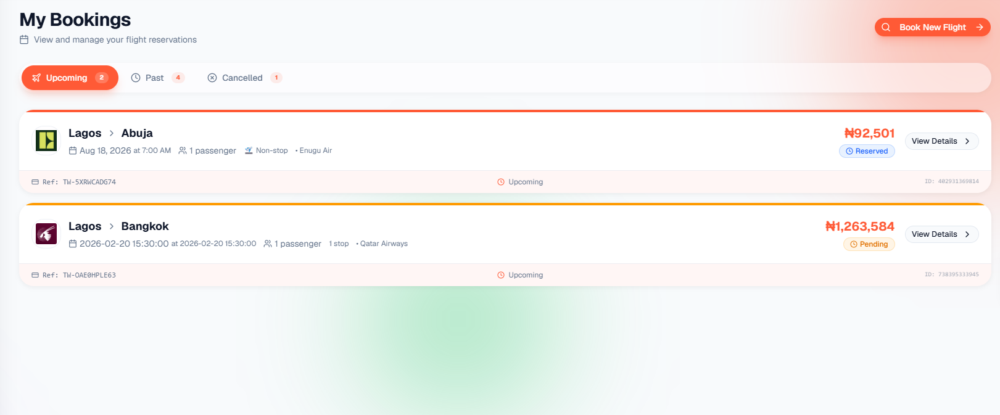 My Bookings
View and manage your flight reservations
Book New Flight
Upcoming 2 Past 4 Cancelled 1
Lagos > Abuja
Aug 18, 2026 at 7:00 AM 1 passenger Non-stop • Enugu Air
₦92,501
Reserved
View Details
Ref: TW-5XRWCADG74 Upcoming ID: 402931369814
Lagos > Bangkok
2026-02-20 15:30:00 at 2026-02-20 15:30:00 1 passenger 1 stop • Qatar Airways
₦1,263,584
Pending
View Details
Ref: TW-OAE0HPLE63 Upcoming ID: 738395333945